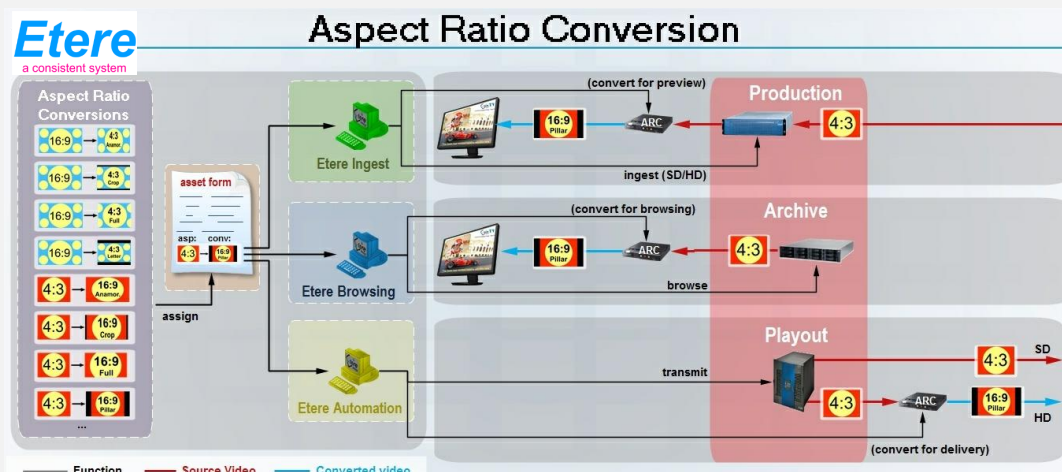 Aspect Ratio Conversion
Etere
a consistent system
Aspect Ratio
Conversions
16:9 4:3
Anamor.
16:9 4:3
Crop
16:9 4:3
Full
16:9 4:3
Letter
4:3 16:9
Anamor.
4:3 16:9
Crop
4:3 16:9
Full
4:3 16:9
Pillar
...
assign
asset form
asp: conv:
4:3 16:9
Pillar
Etere Ingest
Etere Browsing
Etere Automation
(convert for preview)
16:9
Pillar
ARC
Production
4:3
ingest (SD/HD)
(convert for browsing)
Archive
16:9
Pillar
ARC
4:3
browse
Playout
transmit
4:3
SD
4:3
ARC
16:9
Pillar
HD
(convert for delivery)
Function Source Video Converted video